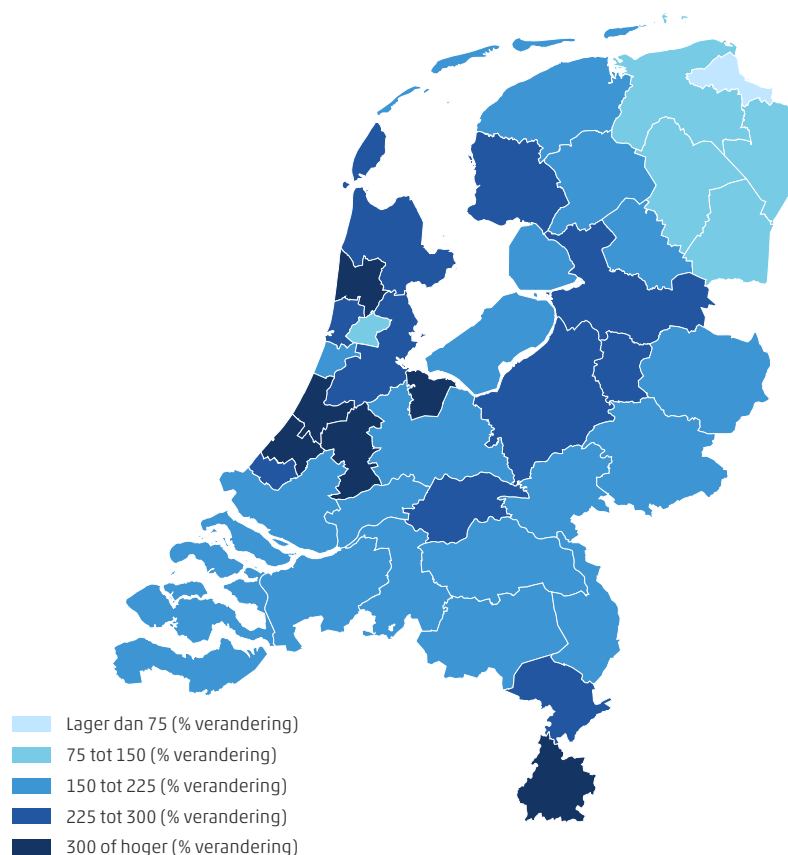 Lager dan 75 (% verandering)
75 tot 150 (% verandering)
150 tot 225 (% verandering)
225 tot 300 (% verandering)
300 of hoger (% verandering)